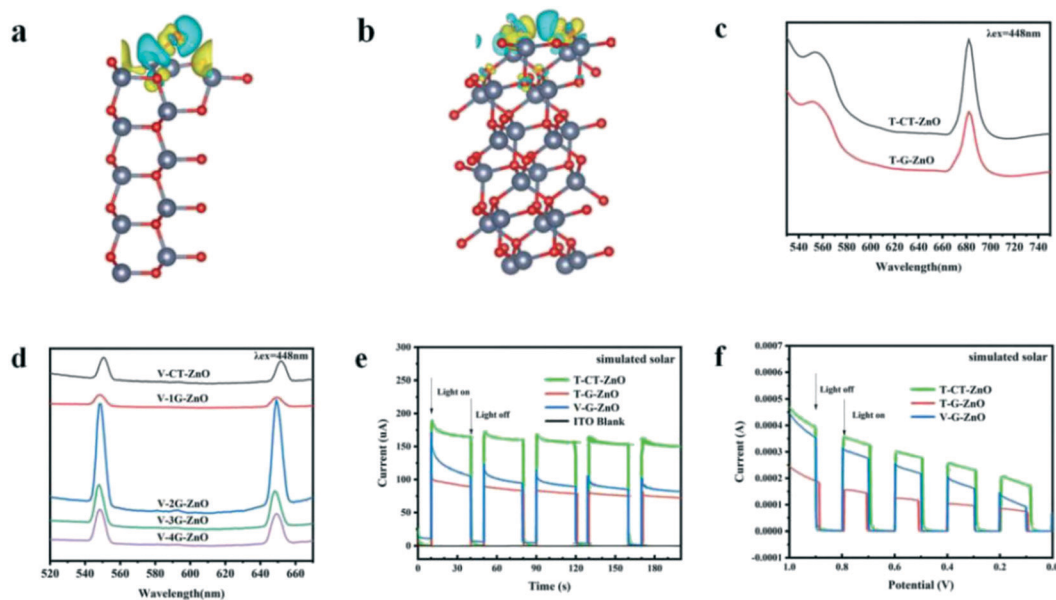 a
b
c
λex=448nm
T-CT-ZnO
T-G-ZnO
530 560 580 600 620 640 660 680 700 720 740
Wavelength(nm)
d
λex=448nm
V-CT-ZnO
V-1G-ZnO
V-2G-ZnO
V-3G-ZnO
V-4G-ZnO
520 540 560 580 600 620 640 660
Wavelength(nm)
e
simulated solar
T-CT-ZnO
T-G-ZnO
V-G-ZnO
ITO Blank
Light on
Light off
300
250
200
150
100
50
0
0 30 60 90 120 150 180
Current (uA)
Time (s)
f
simulated solar
T-CT-ZnO
T-G-ZnO
V-G-ZnO
Light off
Light on
0.0007
0.0006
0.0005
0.0004
0.0003
0.0002
0.0001
0.0000
-0.0001
1.0 0.8 0.6 0.4 0.2 0.0
Current (A)
Potential (V)